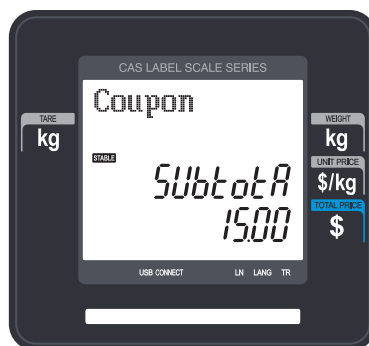 CAS LABEL SCALE SERIES
Coupon
TARE
kg
WEIGHT
kg
STABLE
SUbtotA
UNIT PRICE
$/kg
15.00
TOTAL PRICE
$
USB CONNECT LN LANG TR